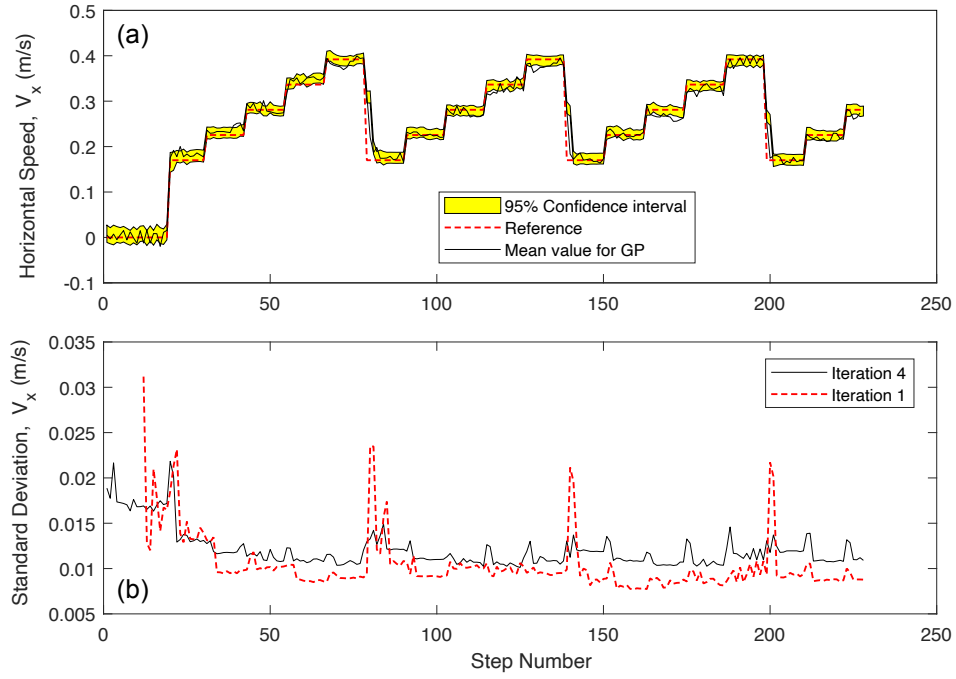 (a)
Horizontal Speed, V_x (m/s)
0.5
0.4
0.3
0.2
0.1
0
-0.1
95% Confidence interval
Reference
Mean value for GP
0
50
100
150
200
250
(b)
Standard Deviation, V_x (m/s)
0.035
0.03
0.025
0.02
0.015
0.01
0.005
Iteration 4
Iteration 1
0
50
100
150
200
250
Step Number